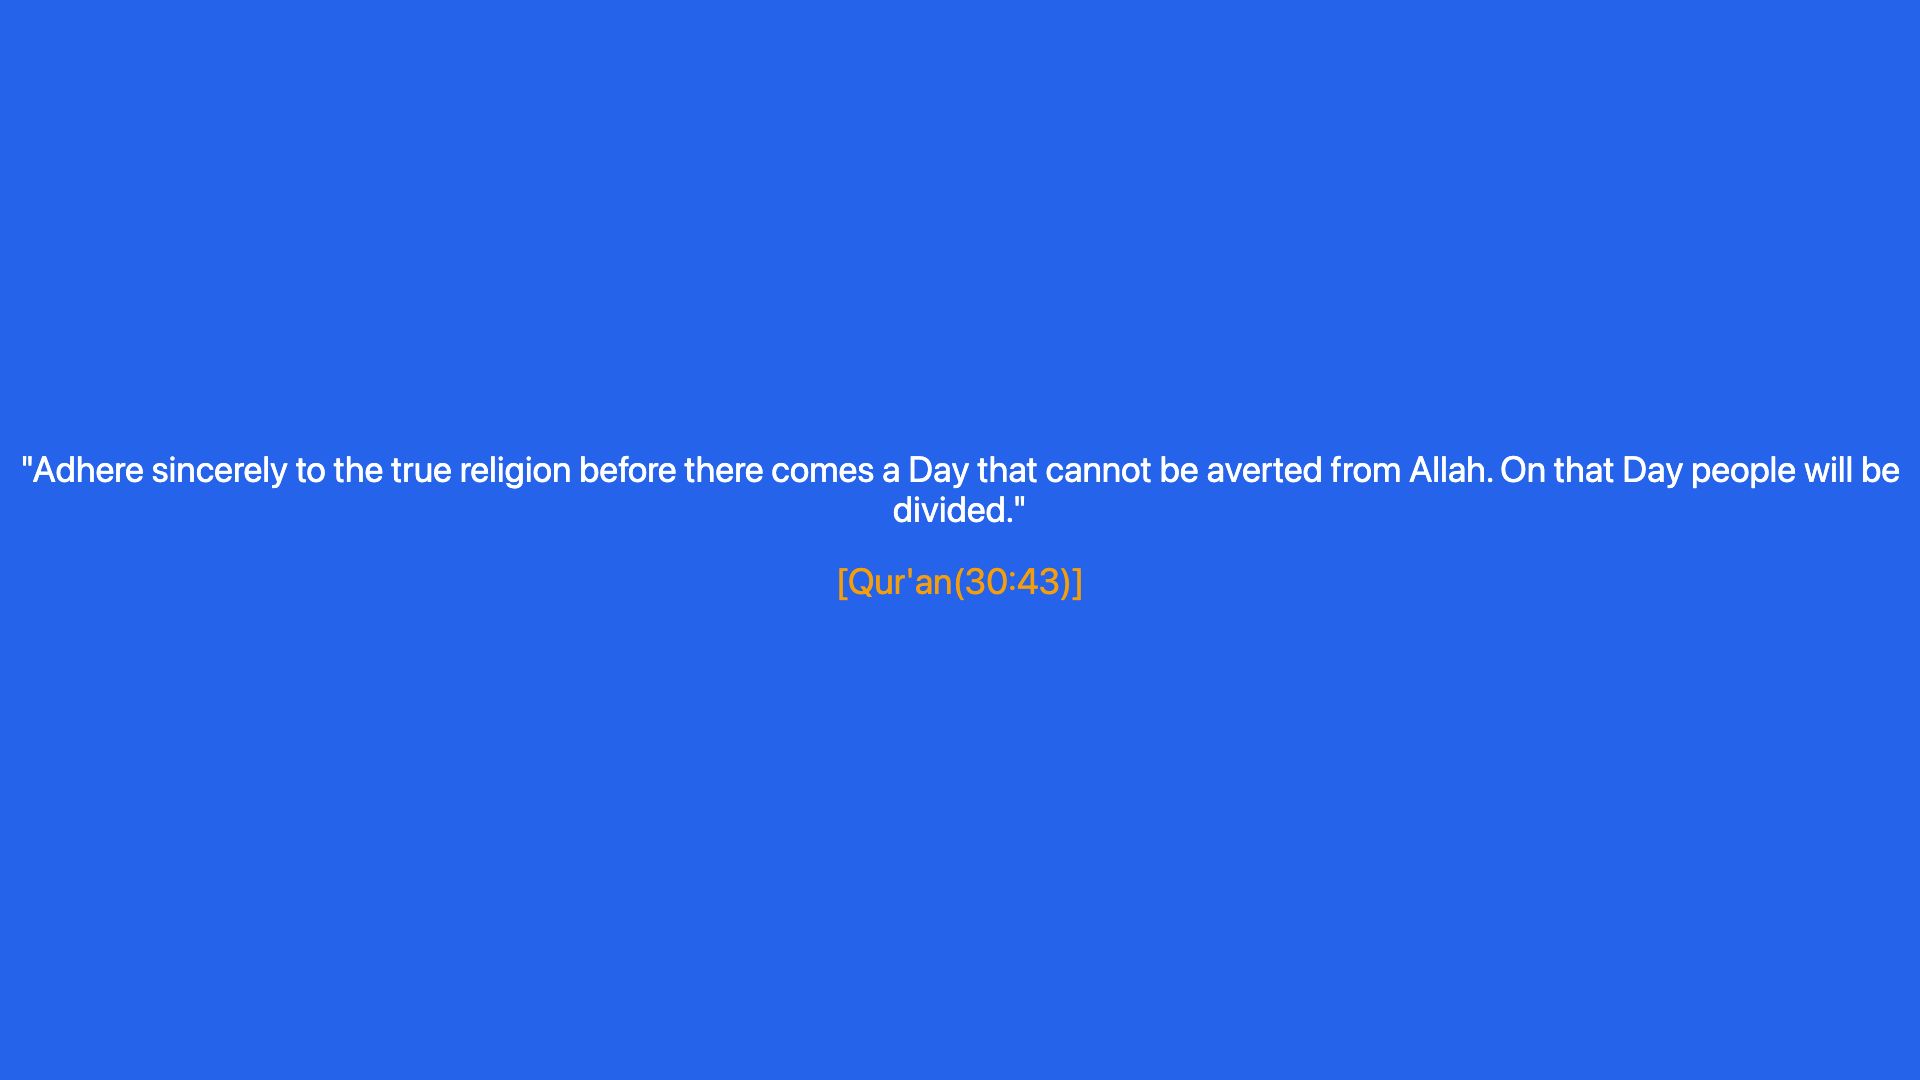 "Adhere sincerely to the true religion before there comes a Day that cannot be averted from Allah. On that Day people will be
divided."
[Qur'an(30:43)]